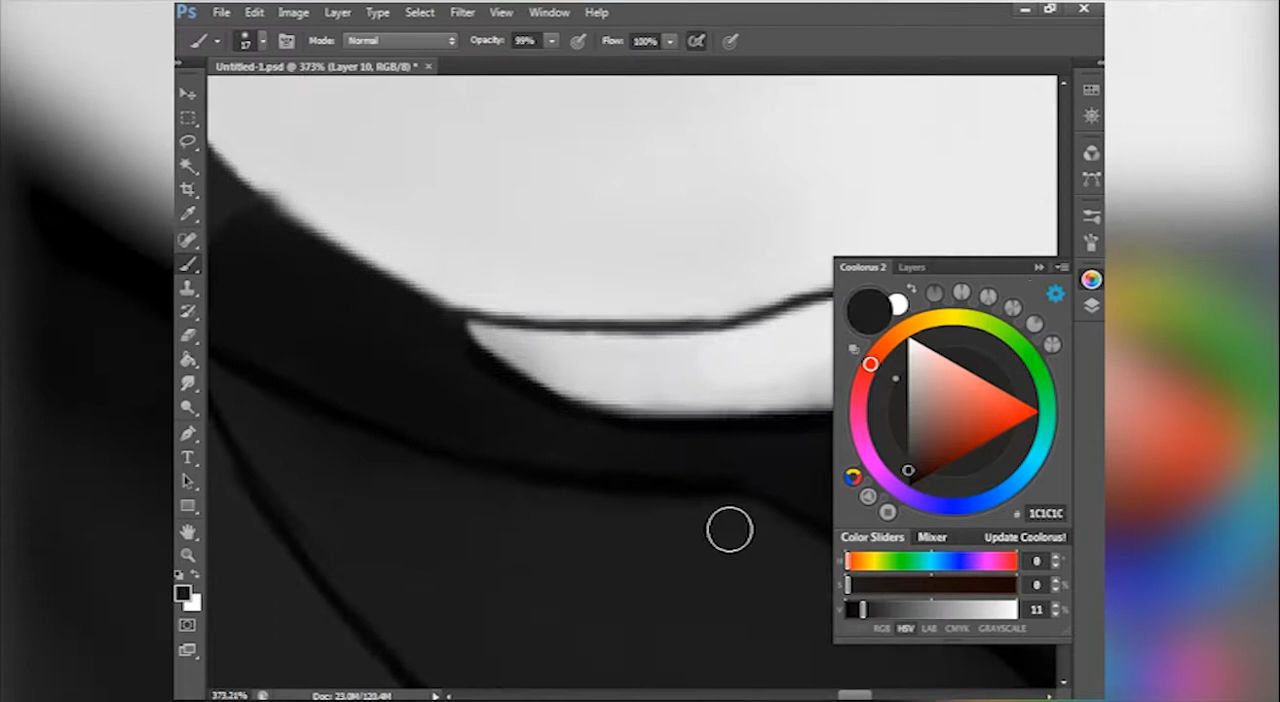 Ps File Edit Image Layer Type Select Filter View Window Help
17 Mode: Normal Opacity: 99% Flow: 100%
Untitled-1.psd @ 373% (Layer 10, RGB/8) * ×
Coolorus 2 Layers
# 1C1C1C
Color Sliders Mixer Update Coolorus!
H 0 °
S 0 %
V 11 %
RGB HSV LAB CMYK GRAYSCALE
373.21% Doc: 23.0M/120.4M